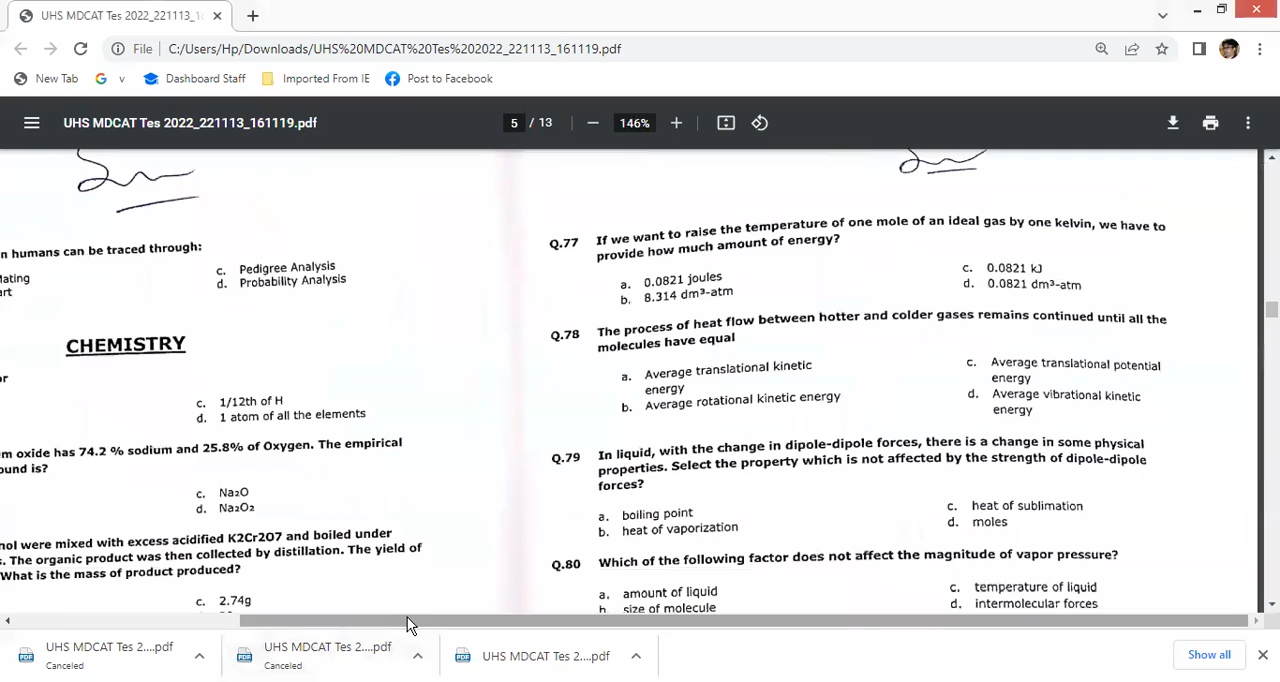 UHS MDCAT Tes 2022_221113_1
File C:/Users/Hp/Downloads/UHS%20MDCAT%20Tes%202022_221113_161119.pdf
New Tab G v Dashboard Staff Imported From IE Post to Facebook
UHS MDCAT Tes 2022_221113_161119.pdf 5 / 13 146%
n humans can be traced through:
Mating c. Pedigree Analysis
art d. Probability Analysis
CHEMISTRY
or
c. 1/12th of H
d. 1 atom of all the elements
m oxide has 74.2 % sodium and 25.8% of Oxygen. The empirical
ound is?
c. Na₂O
d. Na₂O₂
nol were mixed with excess acidified K2Cr2O7 and boiled under
s. The organic product was then collected by distillation. The yield of
What is the mass of product produced?
c. 2.74g
Q.77 If we want to raise the temperature of one mole of an ideal gas by one kelvin, we have to
provide how much amount of energy?
a. 0.0821 joules c. 0.0821 kJ
b. 8.314 dm³-atm d. 0.0821 dm³-atm
Q.78 The process of heat flow between hotter and colder gases remains continued until all the
molecules have equal
a. Average translational kinetic c. Average translational potential
energy energy
b. Average rotational kinetic energy d. Average vibrational kinetic
energy
Q.79 In liquid, with the change in dipole-dipole forces, there is a change in some physical
properties. Select the property which is not affected by the strength of dipole-dipole
forces?
a. boiling point c. heat of sublimation
b. heat of vaporization d. moles
Q.80 Which of the following factor does not affect the magnitude of vapor pressure?
a. amount of liquid c. temperature of liquid
b. size of molecule d. intermolecular forces
UHS MDCAT Tes 2....pdf UHS MDCAT Tes 2....pdf UHS MDCAT Tes 2....pdf Show all
Canceled Canceled